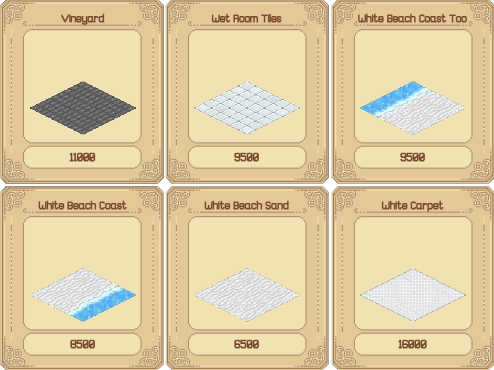 Vineyard
Wet Room Tiles
White Beach Coast Too
11000
9500
9500
White Beach Coast
White Beach Sand
White Carpet
8500
6500
16000